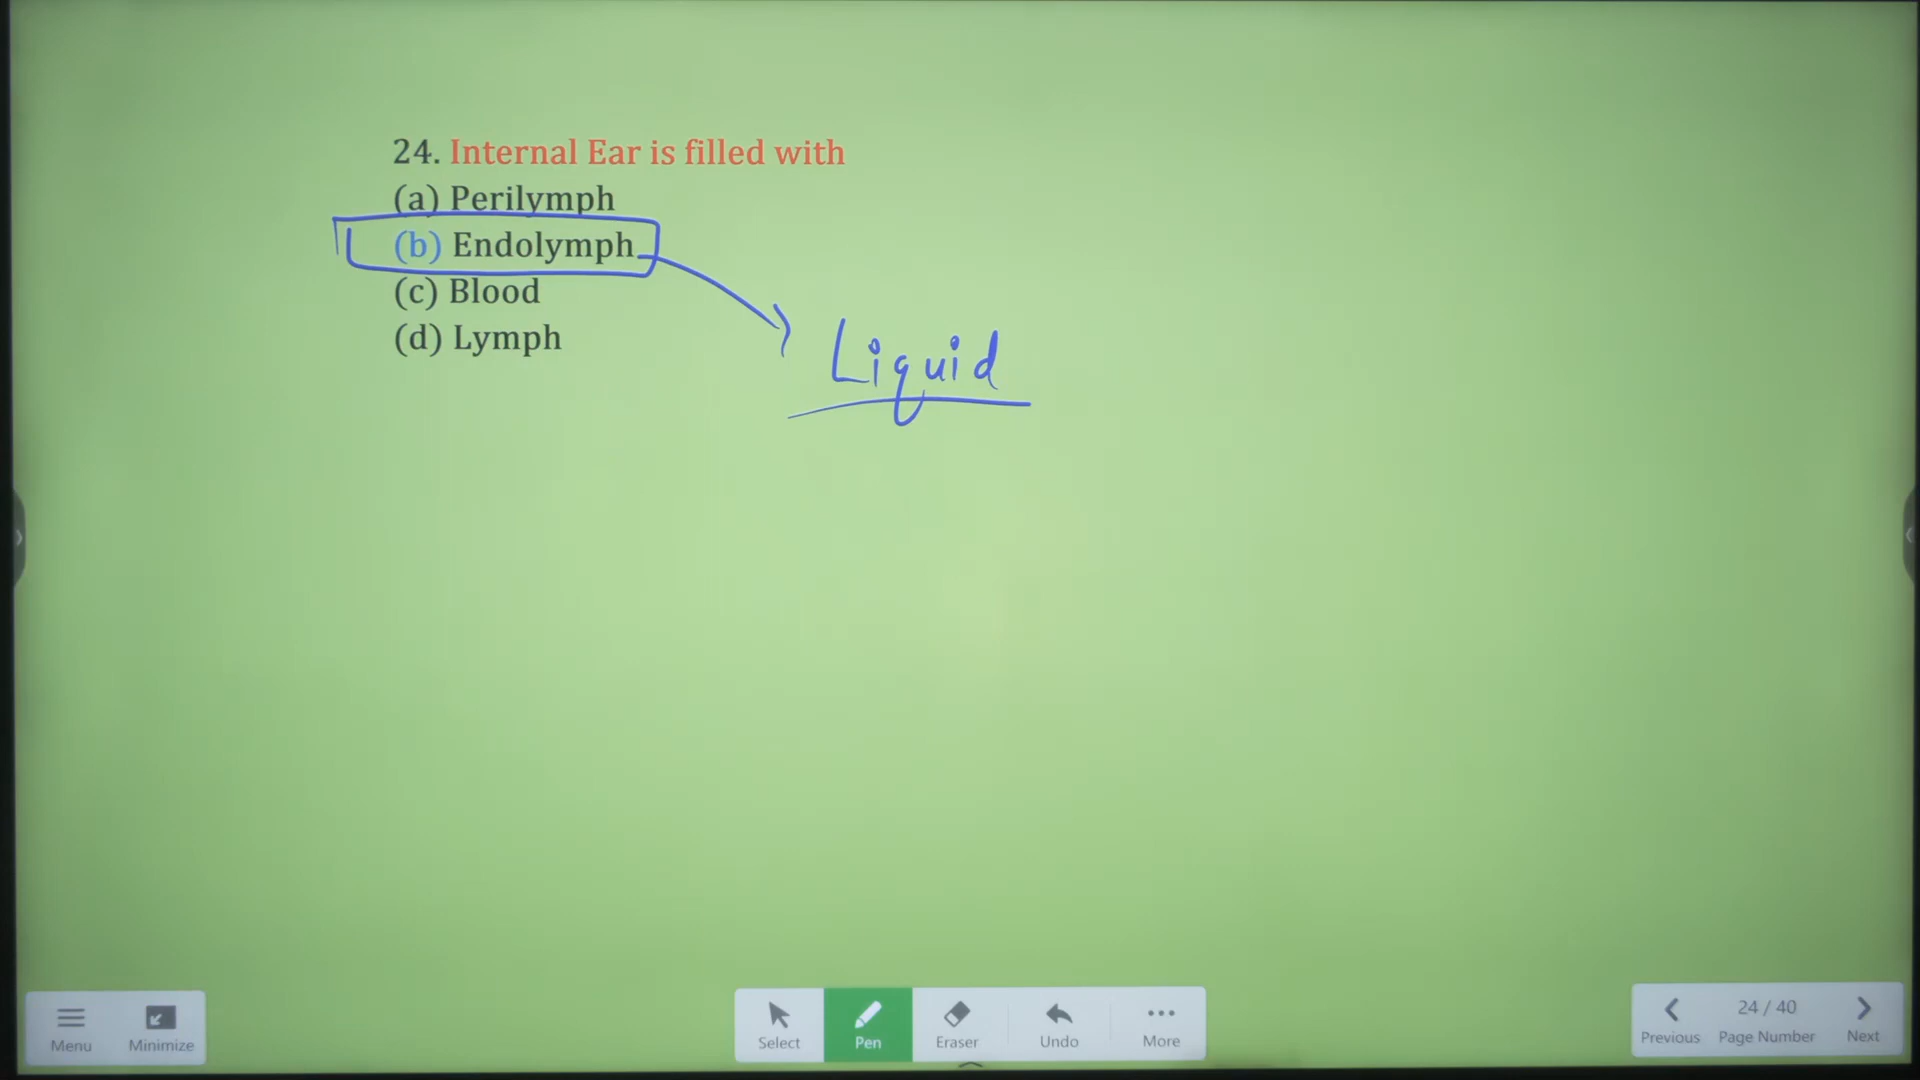 24. Internal Ear is filled with
(a) Perilymph
(b) Endolymph
(c) Blood
(d) Lymph
Liquid
Menu
Minimize
Select
Pen
Eraser
Undo
More
24 / 40
Previous
Page Number
Next